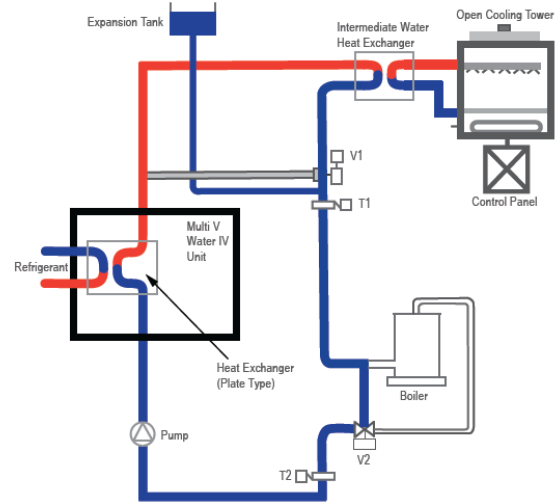 Expansion Tank
Intermediate Water
Heat Exchanger
Open Cooling Tower
V1
T1
Control Panel
Multi V
Water IV
Unit
Refrigerant
Heat Exchanger
(Plate Type)
Boiler
Pump
V2
T2